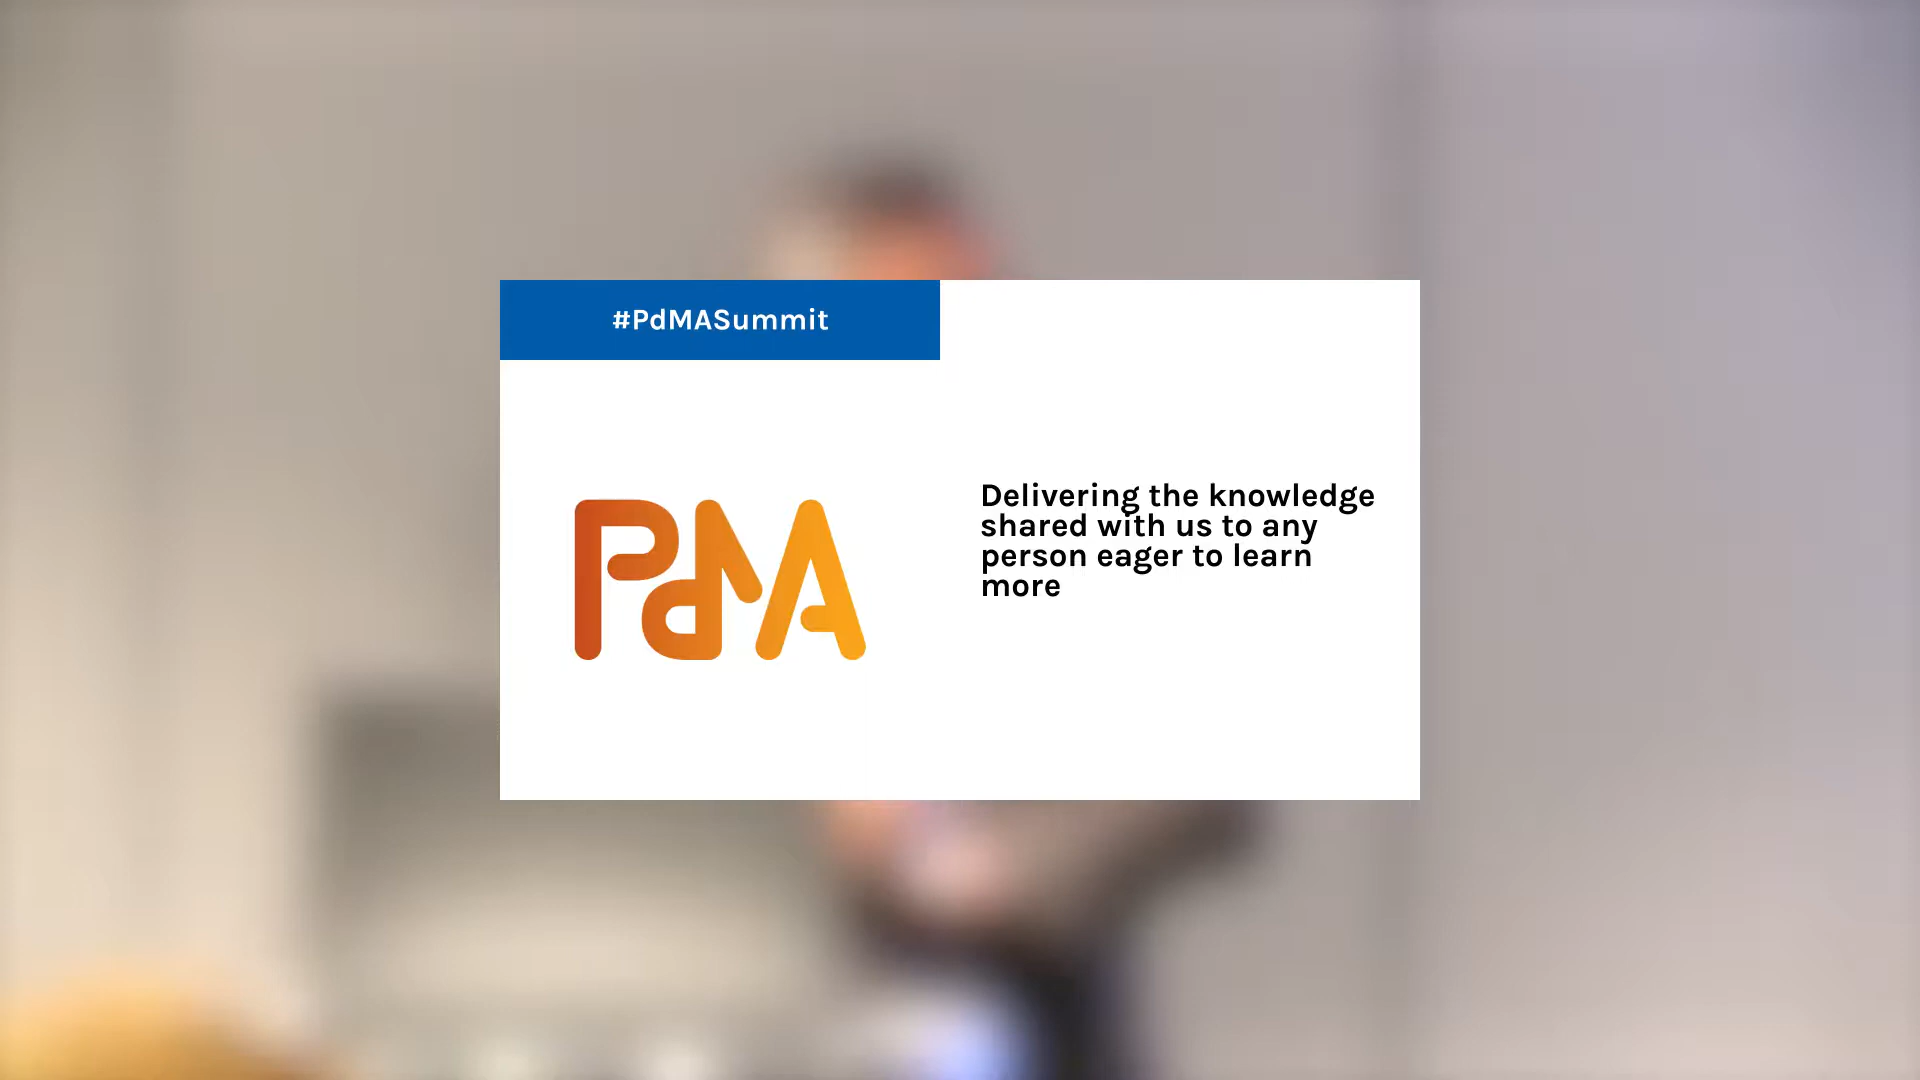 #PdMASummit
PdMA
Delivering the knowledge
shared with us to any
person eager to learn
more